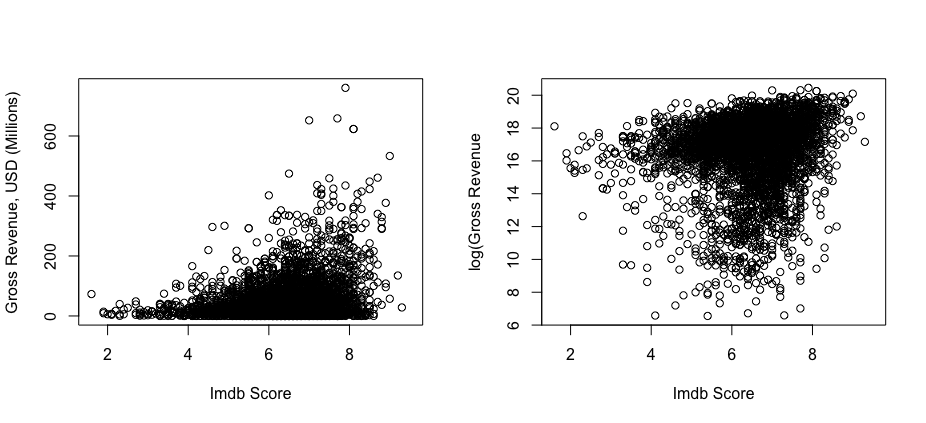 Gross Revenue, USD (Millions)
0 200 400 600
2 4 6 8
Imdb Score
log(Gross Revenue
6 8 10 12 14 16 18 20
2 4 6 8
Imdb Score